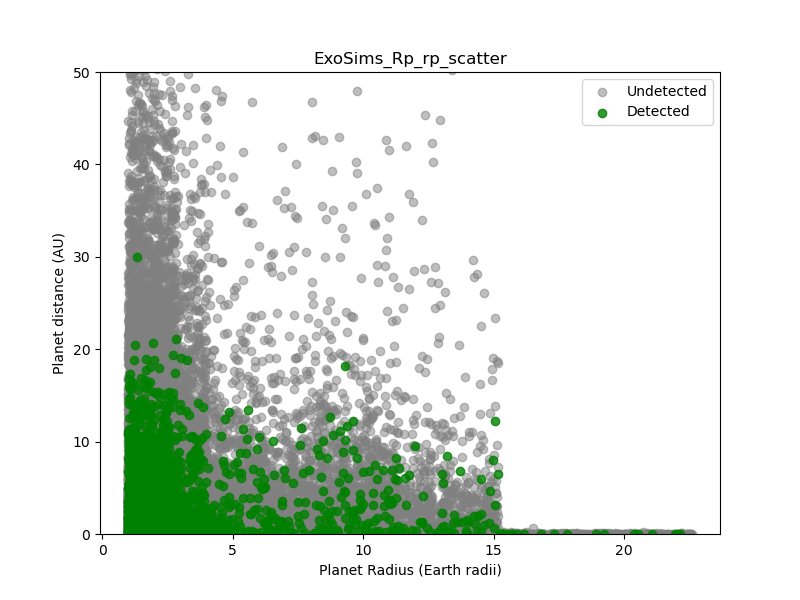 ExoSims_Rp_rp_scatter
Undetected
Detected
Planet distance (AU)
50
40
30
20
10
0
0 5 10 15 20
Planet Radius (Earth radii)